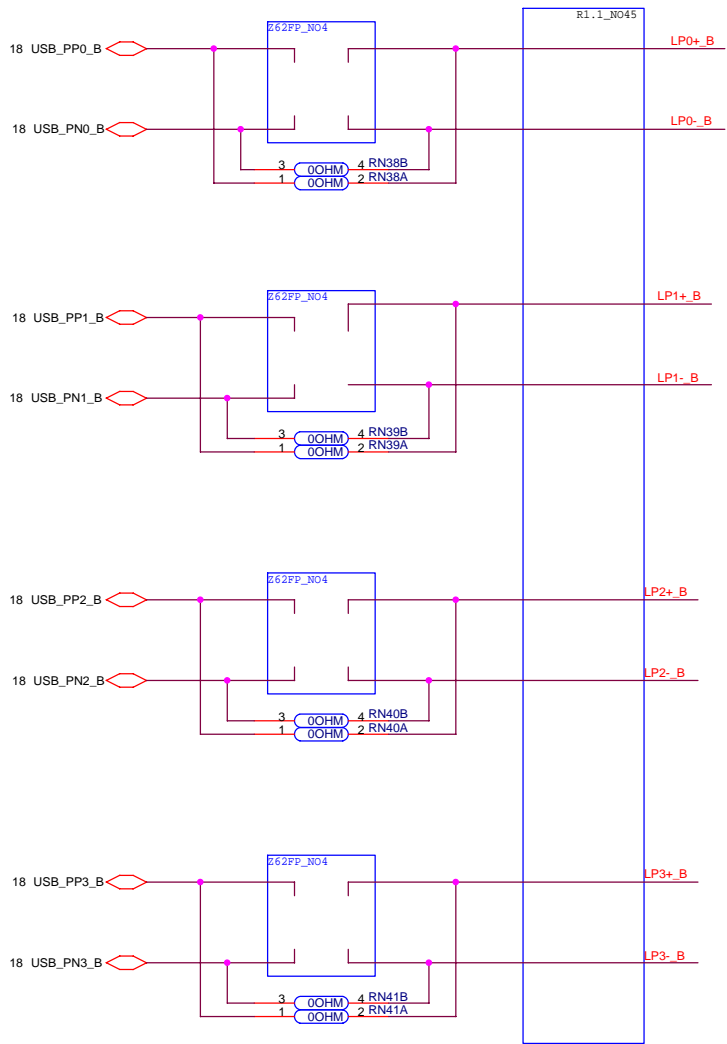 R1.1_NO45
Z62FP_NO4
18 USB_PP0_B
LP0+_B
18 USB_PN0_B
LP0-_B
3 0OHM 4 RN38B
1 0OHM 2 RN38A
Z62FP_NO4
18 USB_PP1_B
LP1+_B
18 USB_PN1_B
LP1-_B
3 0OHM 4 RN39B
1 0OHM 2 RN39A
Z62FP_NO4
18 USB_PP2_B
LP2+_B
18 USB_PN2_B
LP2-_B
3 0OHM 4 RN40B
1 0OHM 2 RN40A
Z62FP_NO4
18 USB_PP3_B
LP3+_B
18 USB_PN3_B
LP3-_B
3 0OHM 4 RN41B
1 0OHM 2 RN41A